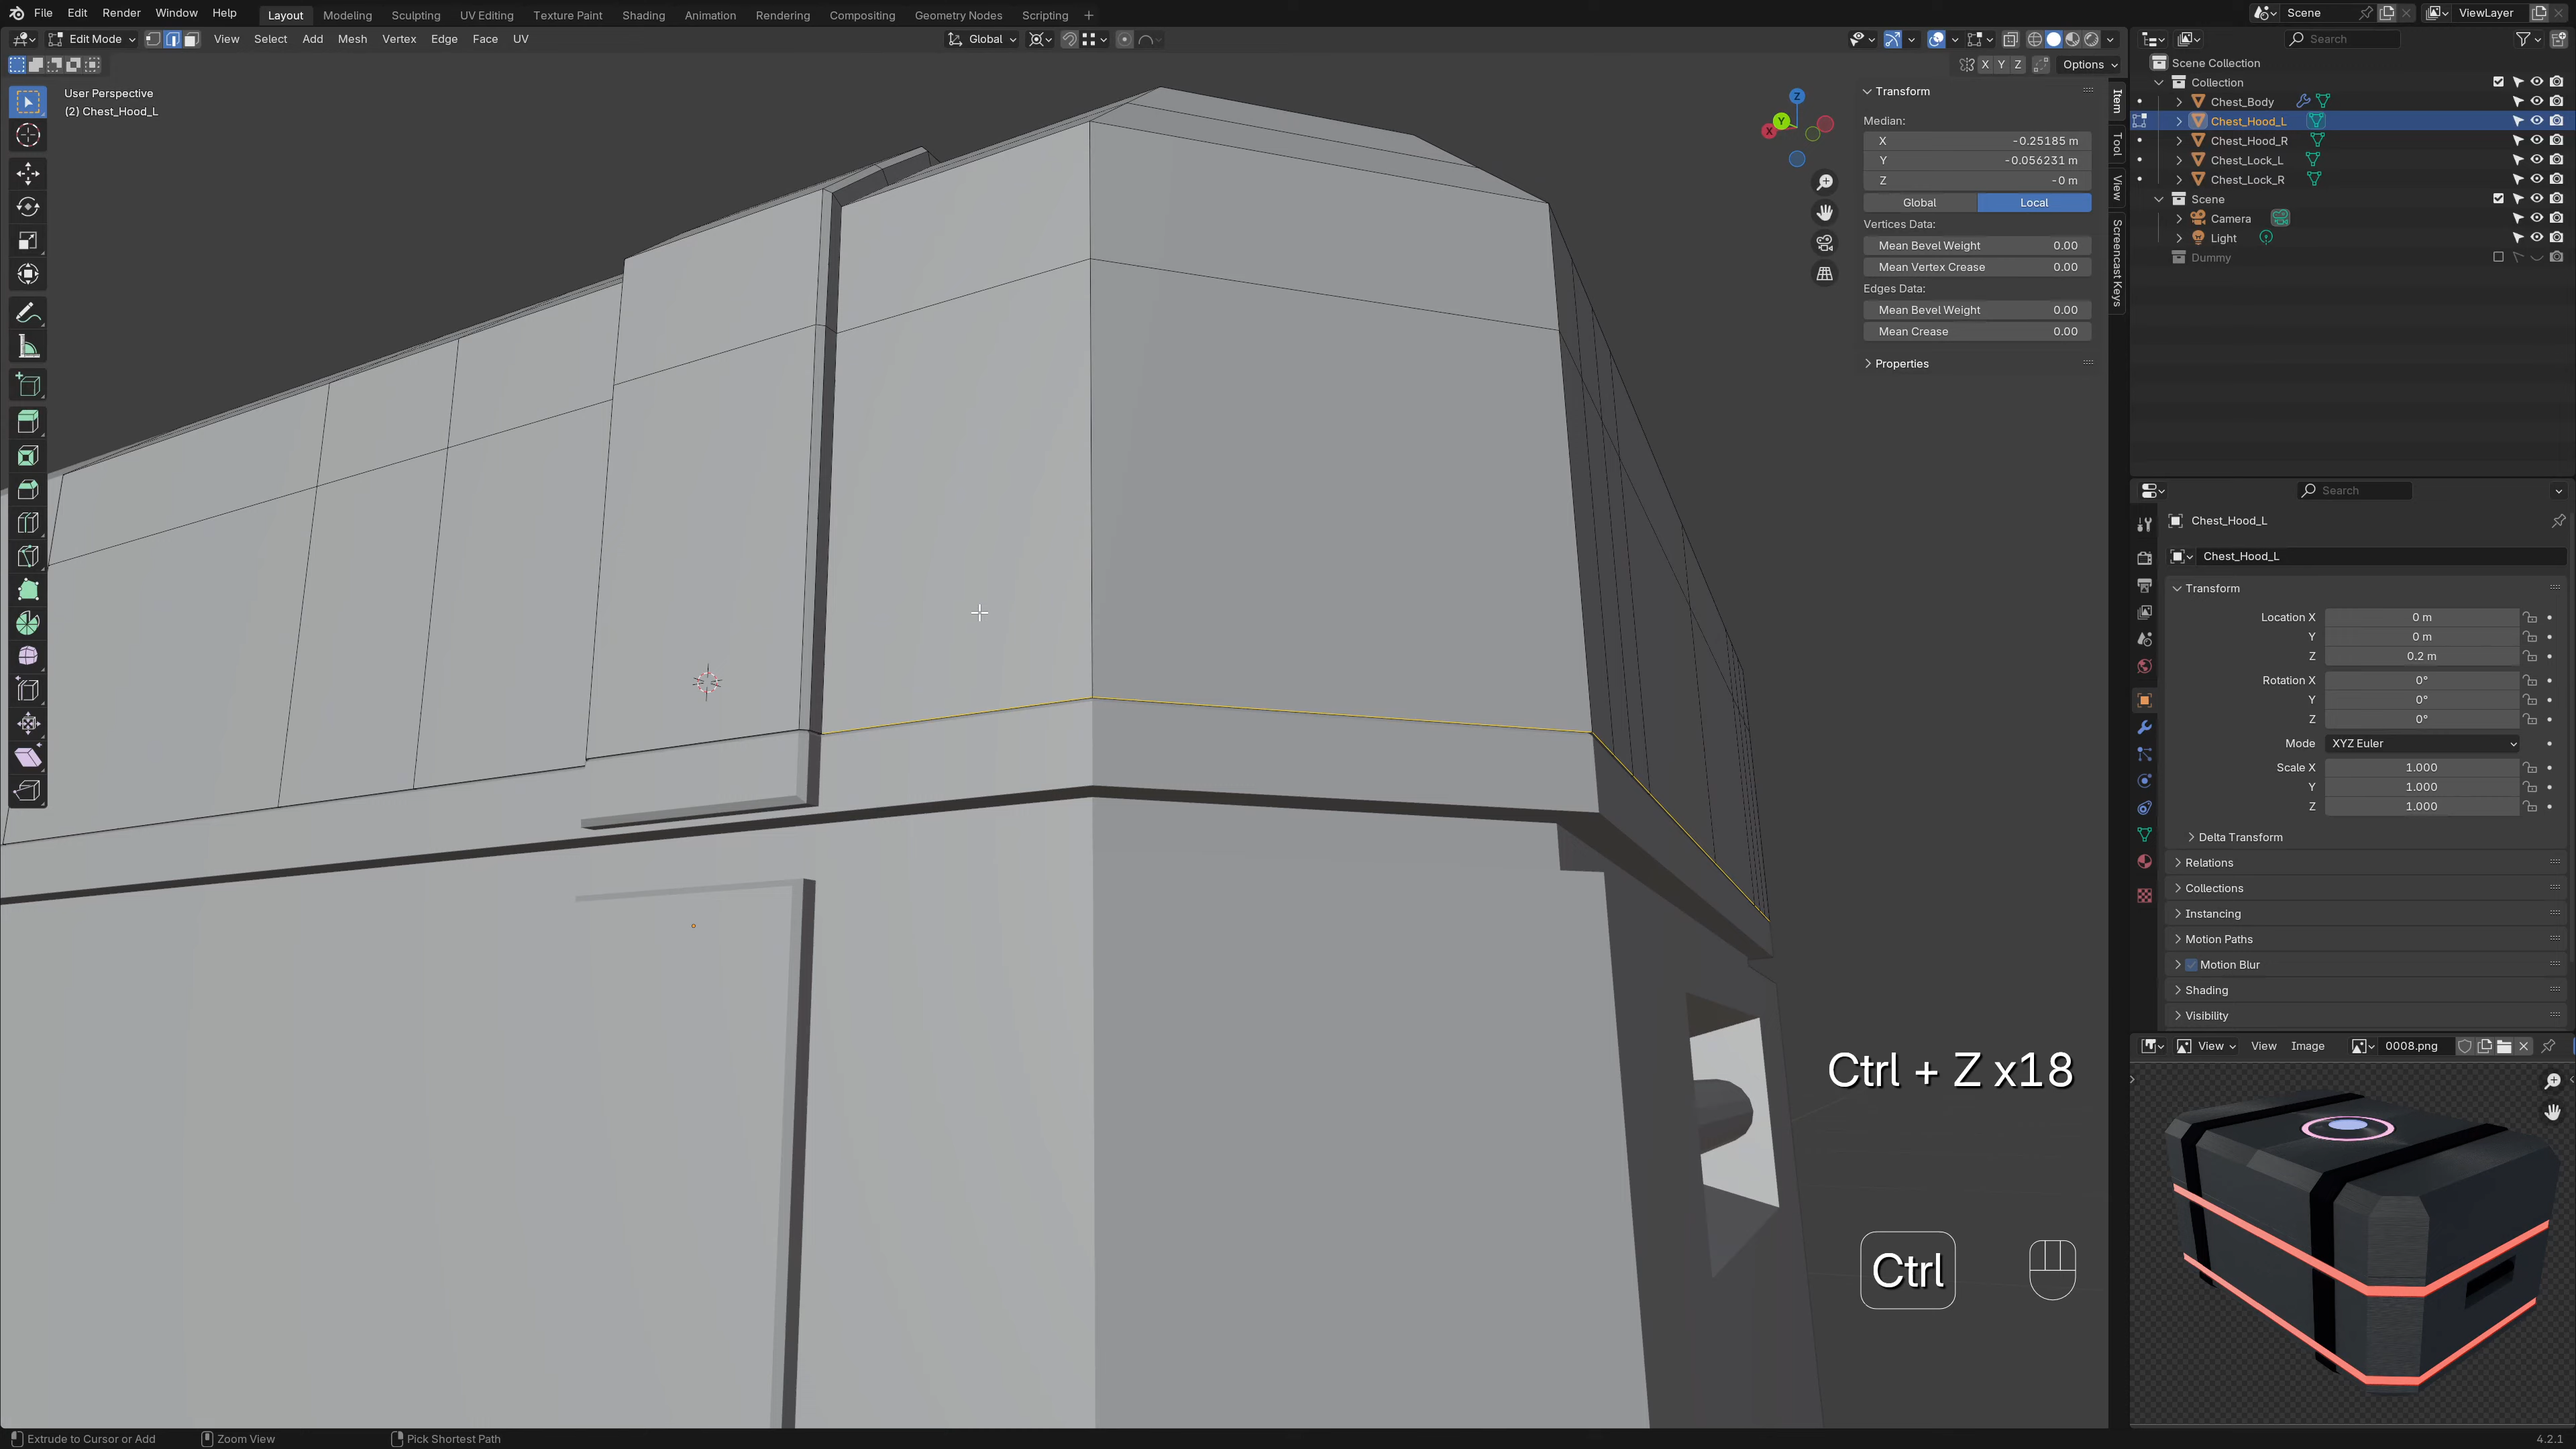 File Edit Render Window Help Layout Modeling Sculpting UV Editing Texture Paint Shading Animation Rendering Compositing Geometry Nodes Scripting + Scene ViewLayer
Edit Mode View Select Add Mesh Vertex Edge Face UV Global Search
X Y Z Options
User Perspective
(2) Chest_Hood_L
Z
Y
X
Transform
Median:
X -0.25185 m
Y -0.056231 m
Z -0 m
Global Local
Vertices Data:
Mean Bevel Weight 0.00
Mean Vertex Crease 0.00
Edges Data:
Mean Bevel Weight 0.00
Mean Crease 0.00
Properties
Item
Tool
View
Screencast Keys
Scene Collection
Collection
Chest_Body
Chest_Hood_L
Chest_Hood_R
Chest_Lock_L
Chest_Lock_R
Scene
Camera
Light
Dummy
Search
Chest_Hood_L
Chest_Hood_L
Transform
Location X 0 m
Y 0 m
Z 0.2 m
Rotation X 0°
Y 0°
Z 0°
Mode XYZ Euler
Scale X 1.000
Y 1.000
Z 1.000
Delta Transform
Relations
Collections
Instancing
Motion Paths
Motion Blur
Shading
Visibility
View View Image 0008.png
Ctrl + Z x18
Ctrl
Extrude to Cursor or Add Zoom View Pick Shortest Path 4.2.1